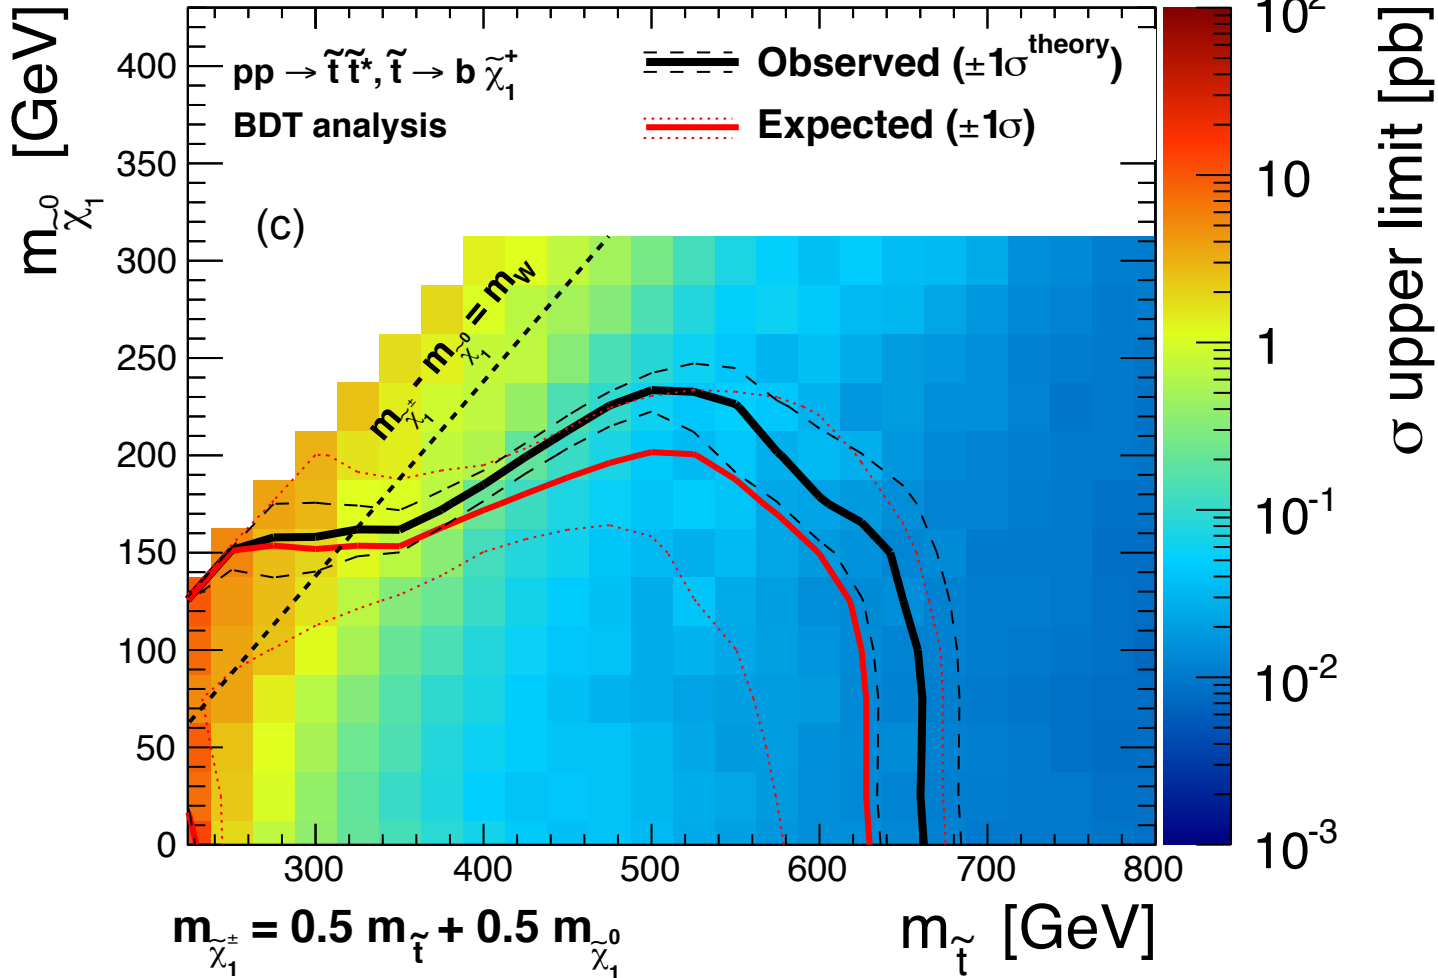 pp → t̃ t̃*, t̃ → b χ̃₁⁺
BDT analysis
Observed (±1σ^theory)
Expected (±1σ)
(c)
m_χ̃₁± - m_χ̃₁⁰ = m_W
m_χ̃₁⁰ [GeV]
400
350
300
250
200
150
100
50
0
300 400 500 600 700 800
m_χ̃₁± = 0.5 m_t̃ + 0.5 m_χ̃₁⁰
m_t̃ [GeV]
10²
10
1
10⁻¹
10⁻²
10⁻³
σ upper limit [pb]